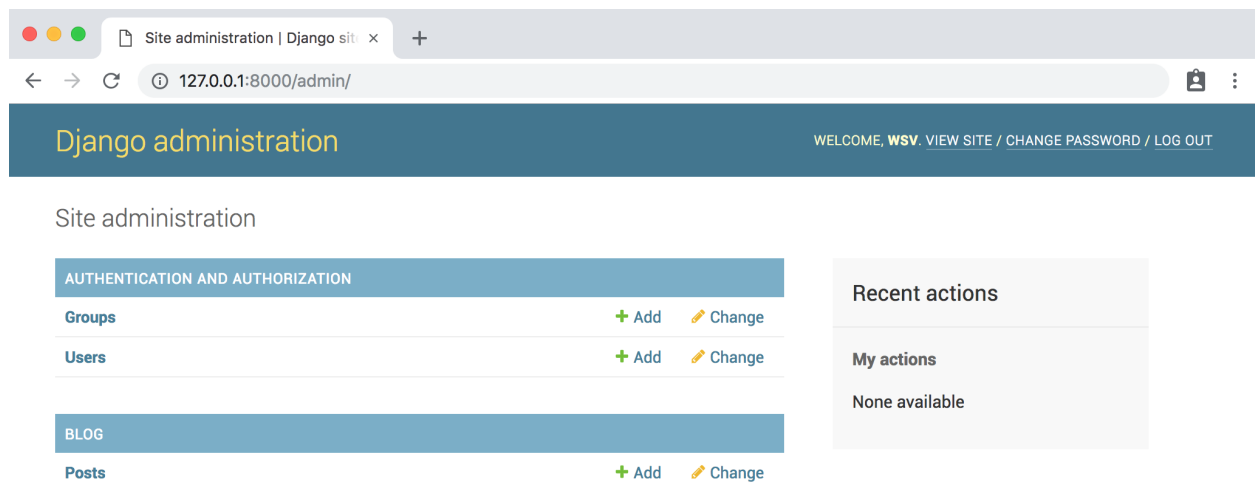 Site administration | Django sit
127.0.0.1:8000/admin/
Django administration
WELCOME, WSV. VIEW SITE / CHANGE PASSWORD / LOG OUT
Site administration
AUTHENTICATION AND AUTHORIZATION
Groups Add Change
Users Add Change
BLOG
Posts Add Change
Recent actions
My actions
None available